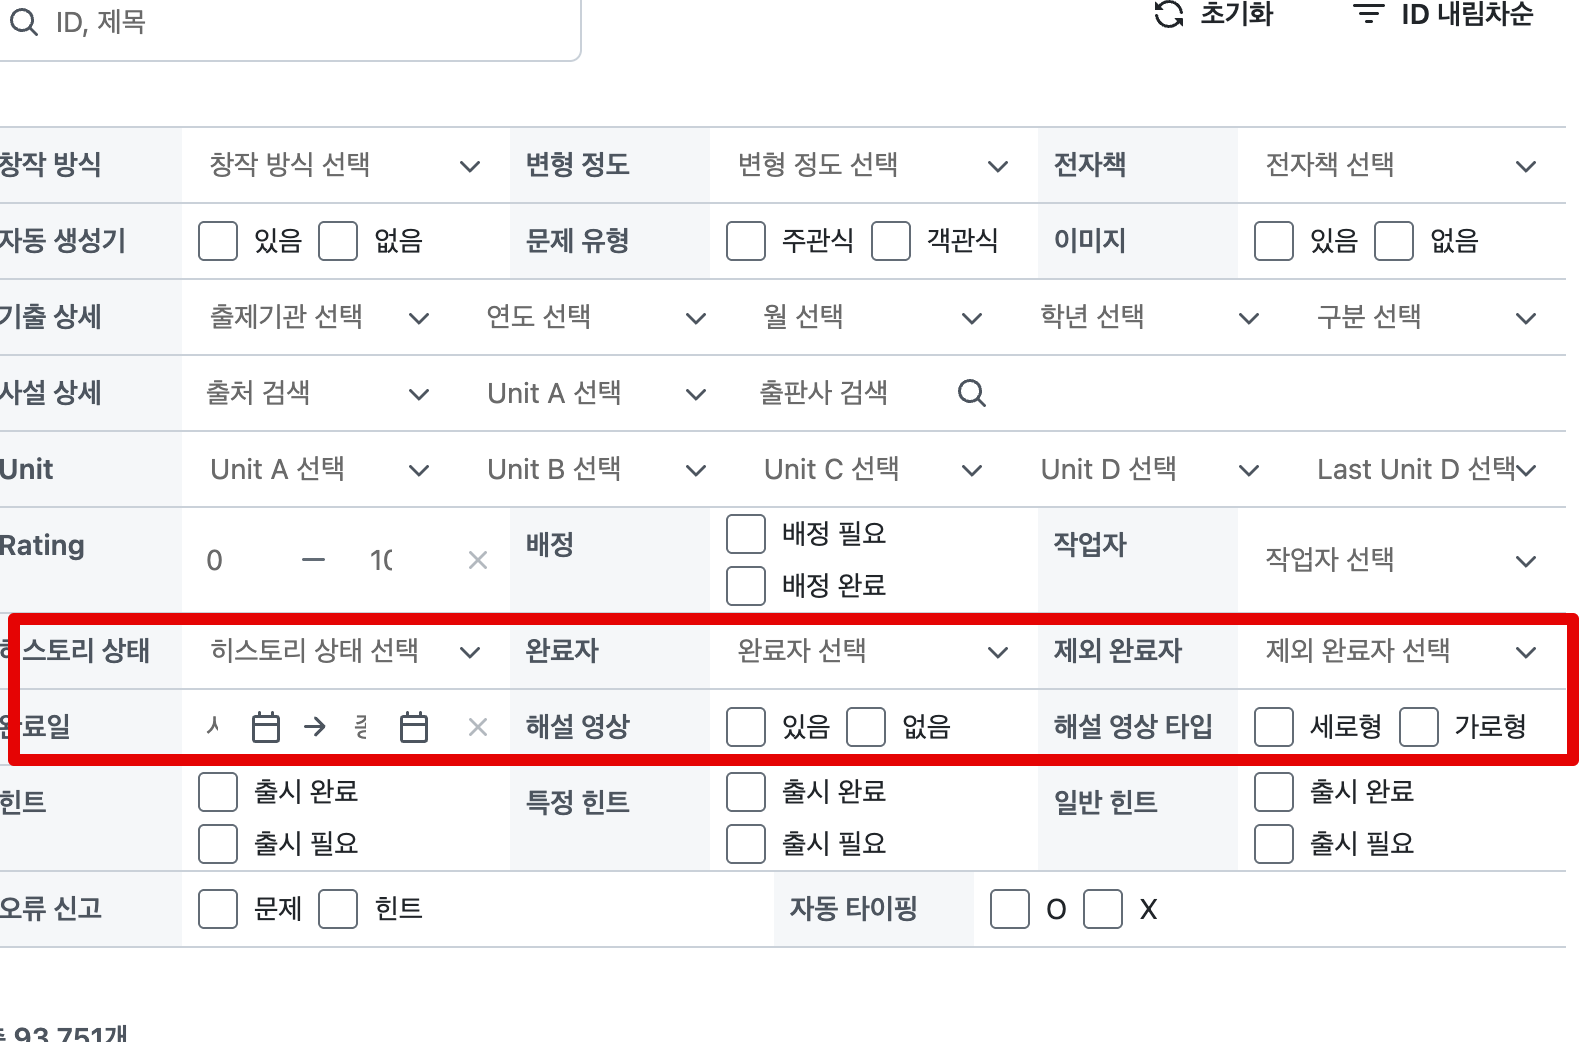 ID, 제목
초기화
ID 내림차순
창작 방식 창작 방식 선택 변형 정도 변형 정도 선택 전자책 전자책 선택
자동 생성기 있음 없음 문제 유형 주관식 객관식 이미지 있음 없음
기출 상세 출제기관 선택 연도 선택 월 선택 학년 선택 구분 선택
사설 상세 출처 검색 Unit A 선택 출판사 검색
Unit Unit A 선택 Unit B 선택 Unit C 선택 Unit D 선택 Last Unit D 선택
Rating 0 — 10 배정 배정 필요 작업자 작업자 선택
배정 완료
히스토리 상태 히스토리 상태 선택 완료자 완료자 선택 제외 완료자 제외 완료자 선택
완료일 해설 영상 있음 없음 해설 영상 타입 세로형 가로형
힌트 출시 완료 특정 힌트 출시 완료 일반 힌트 출시 완료
출시 필요 출시 필요 출시 필요
오류 신고 문제 힌트 자동 타이핑 O X
총 93,751개